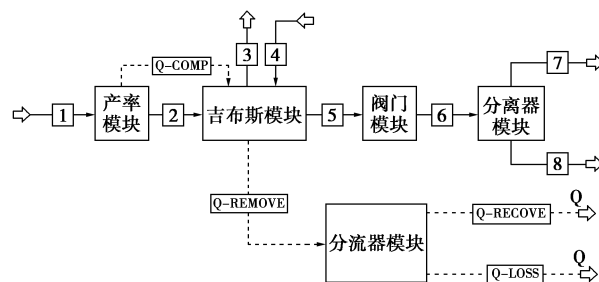 Q-COMP
3
4
7
1
产率
模块
2
吉布斯模块
5
阀门
模块
6
分离器
模块
8
Q-REMOVE
分流器模块
Q-RECOVE
Q
Q-LOSS
Q